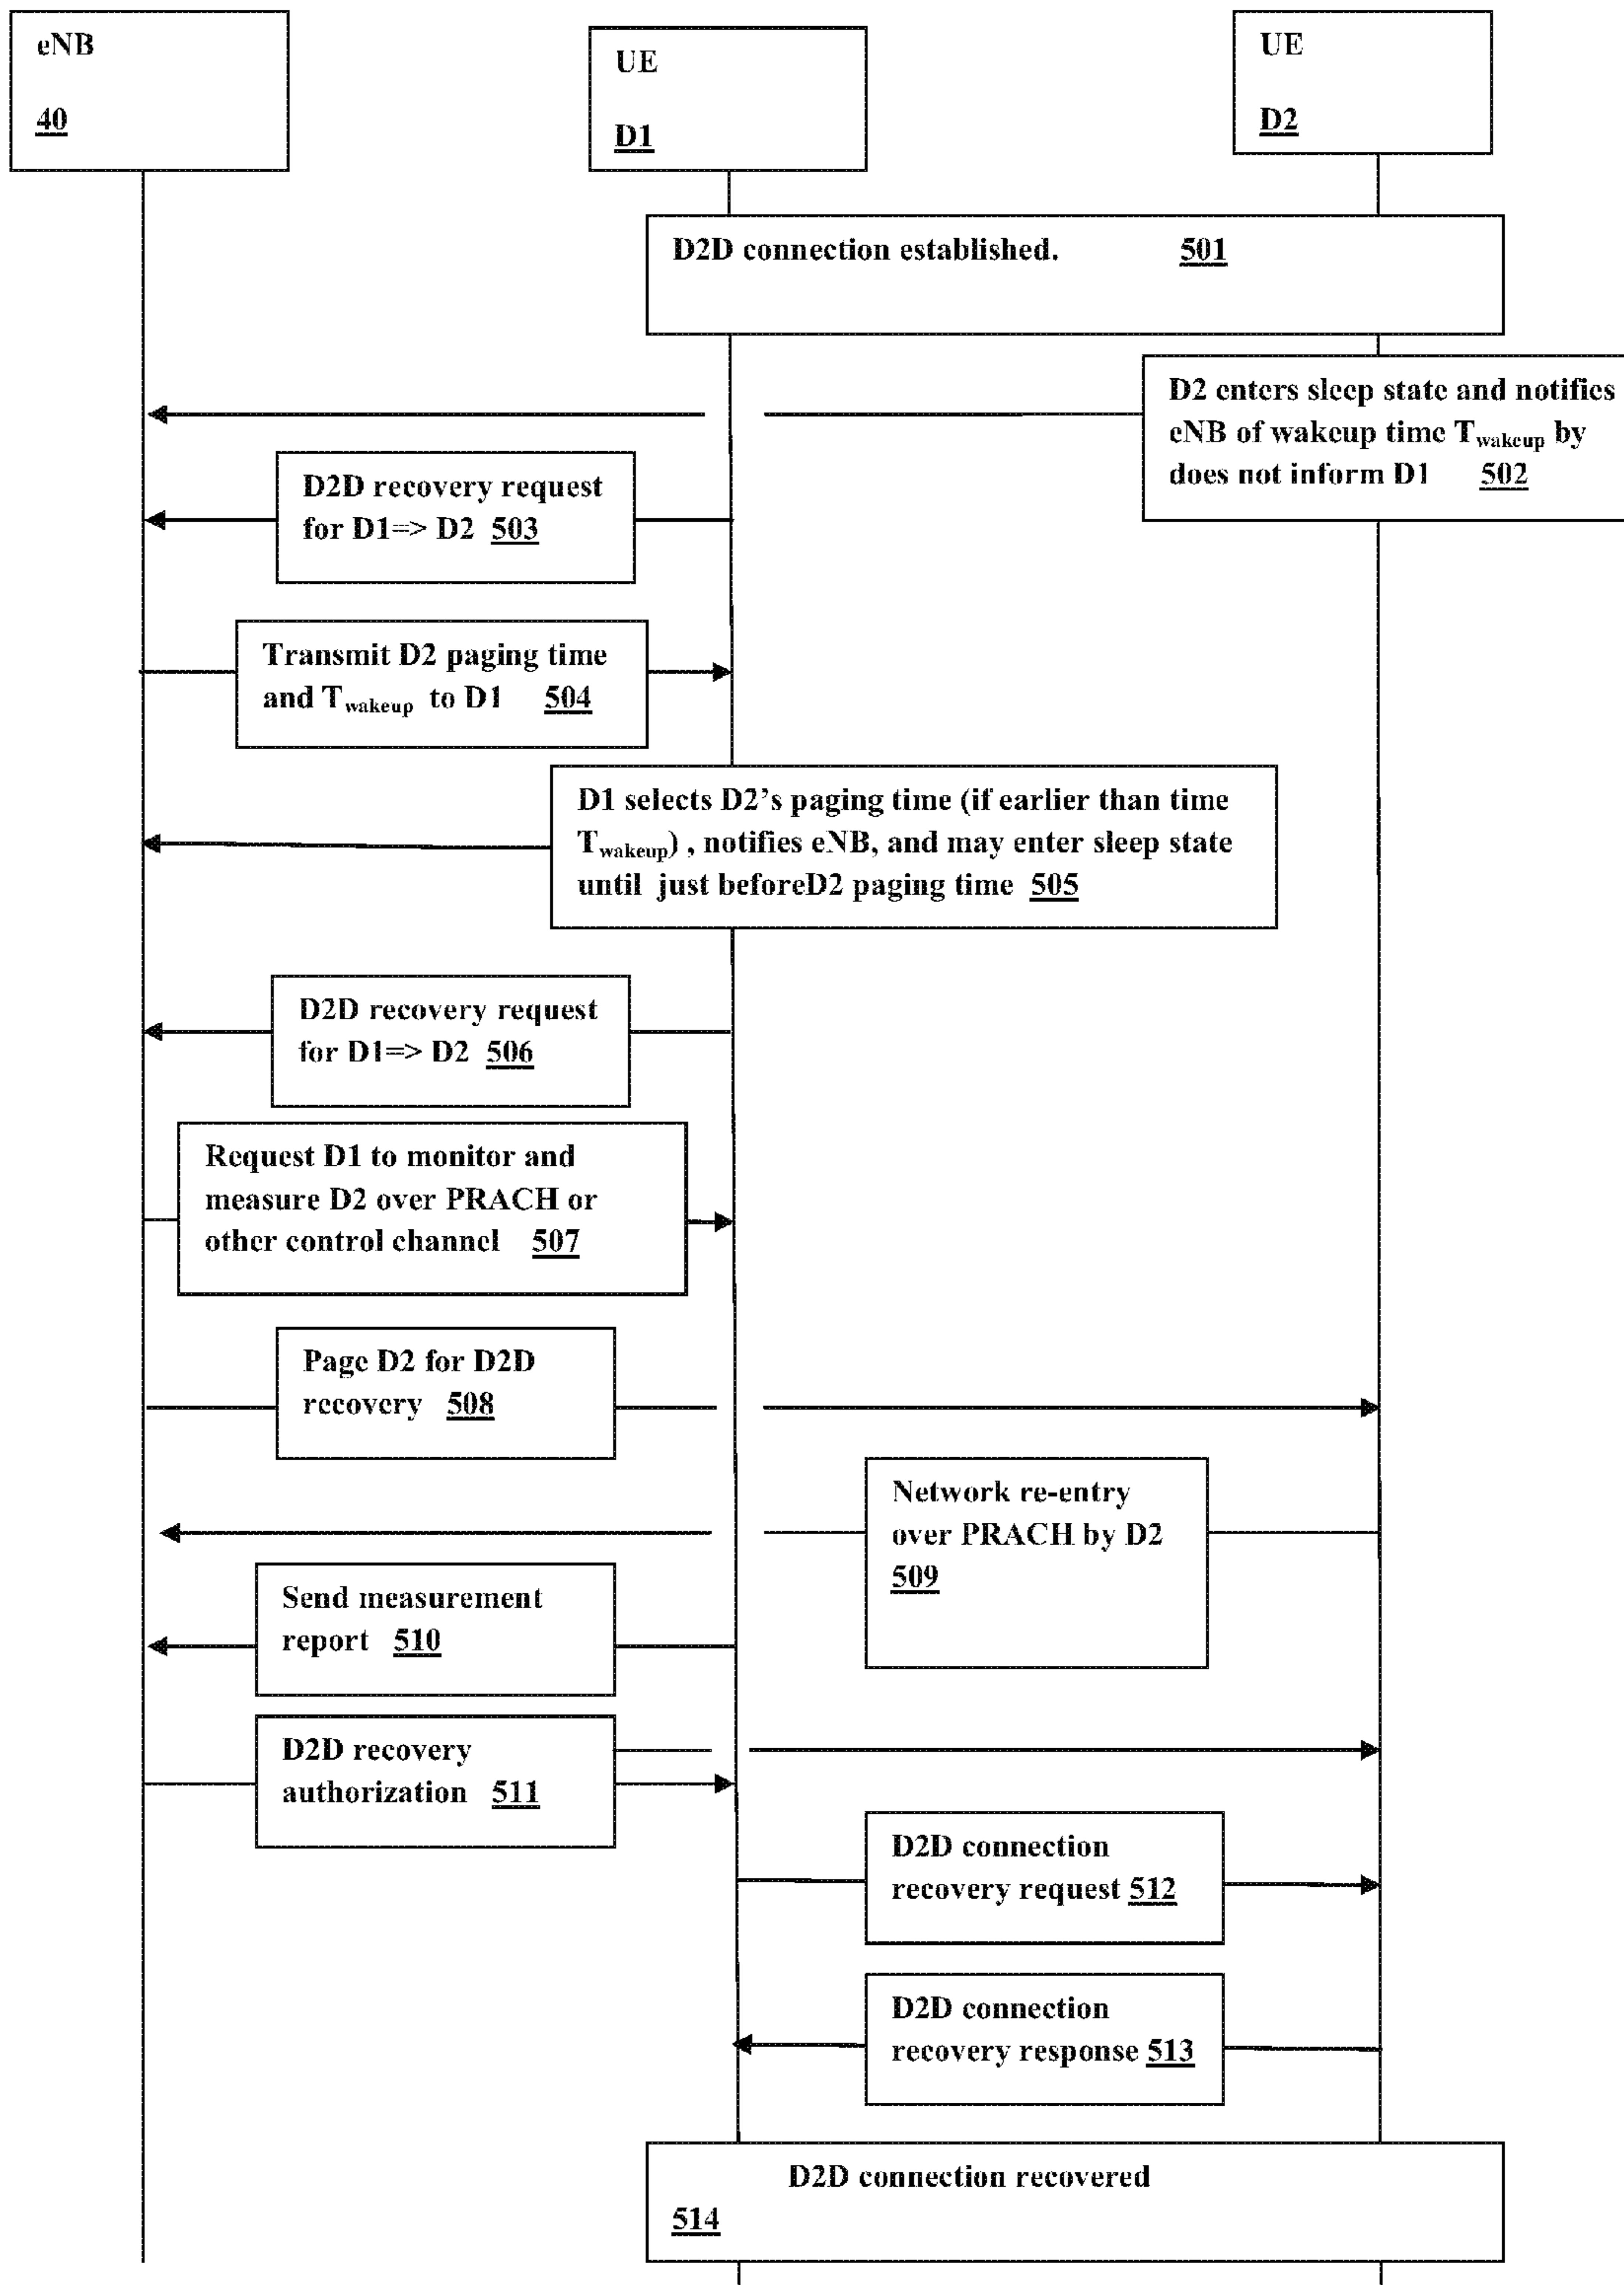 eNB
40
UE
D1
UE
D2
D2D connection established. 501
D2 enters sleep state and notifies
eNB of wakeup time Twakeup by
does not inform D1 502
D2D recovery request
for D1=> D2 503
Transmit D2 paging time
and Twakeup to D1 504
D1 selects D2's paging time (if earlier than time
Twakeup) , notifies eNB, and may enter sleep state
until just beforeD2 paging time 505
D2D recovery request
for D1=> D2 506
Request D1 to monitor and
measure D2 over PRACH or
other control channel 507
Page D2 for D2D
recovery 508
Network re-entry
over PRACH by D2
509
Send measurement
report 510
D2D recovery
authorization 511
D2D connection
recovery request 512
D2D connection
recovery response 513
D2D connection recovered
514